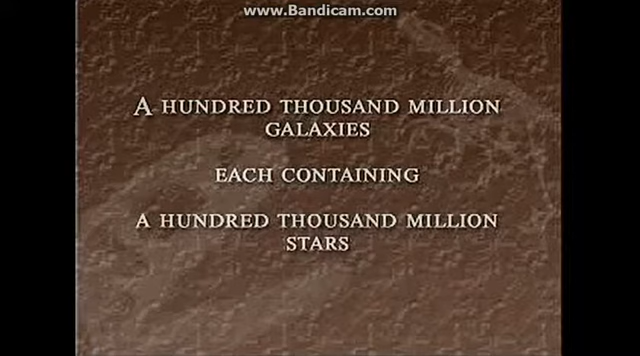 www.Bandicam.com
A HUNDRED THOUSAND MILLION
GALAXIES
EACH CONTAINING
A HUNDRED THOUSAND MILLION
STARS